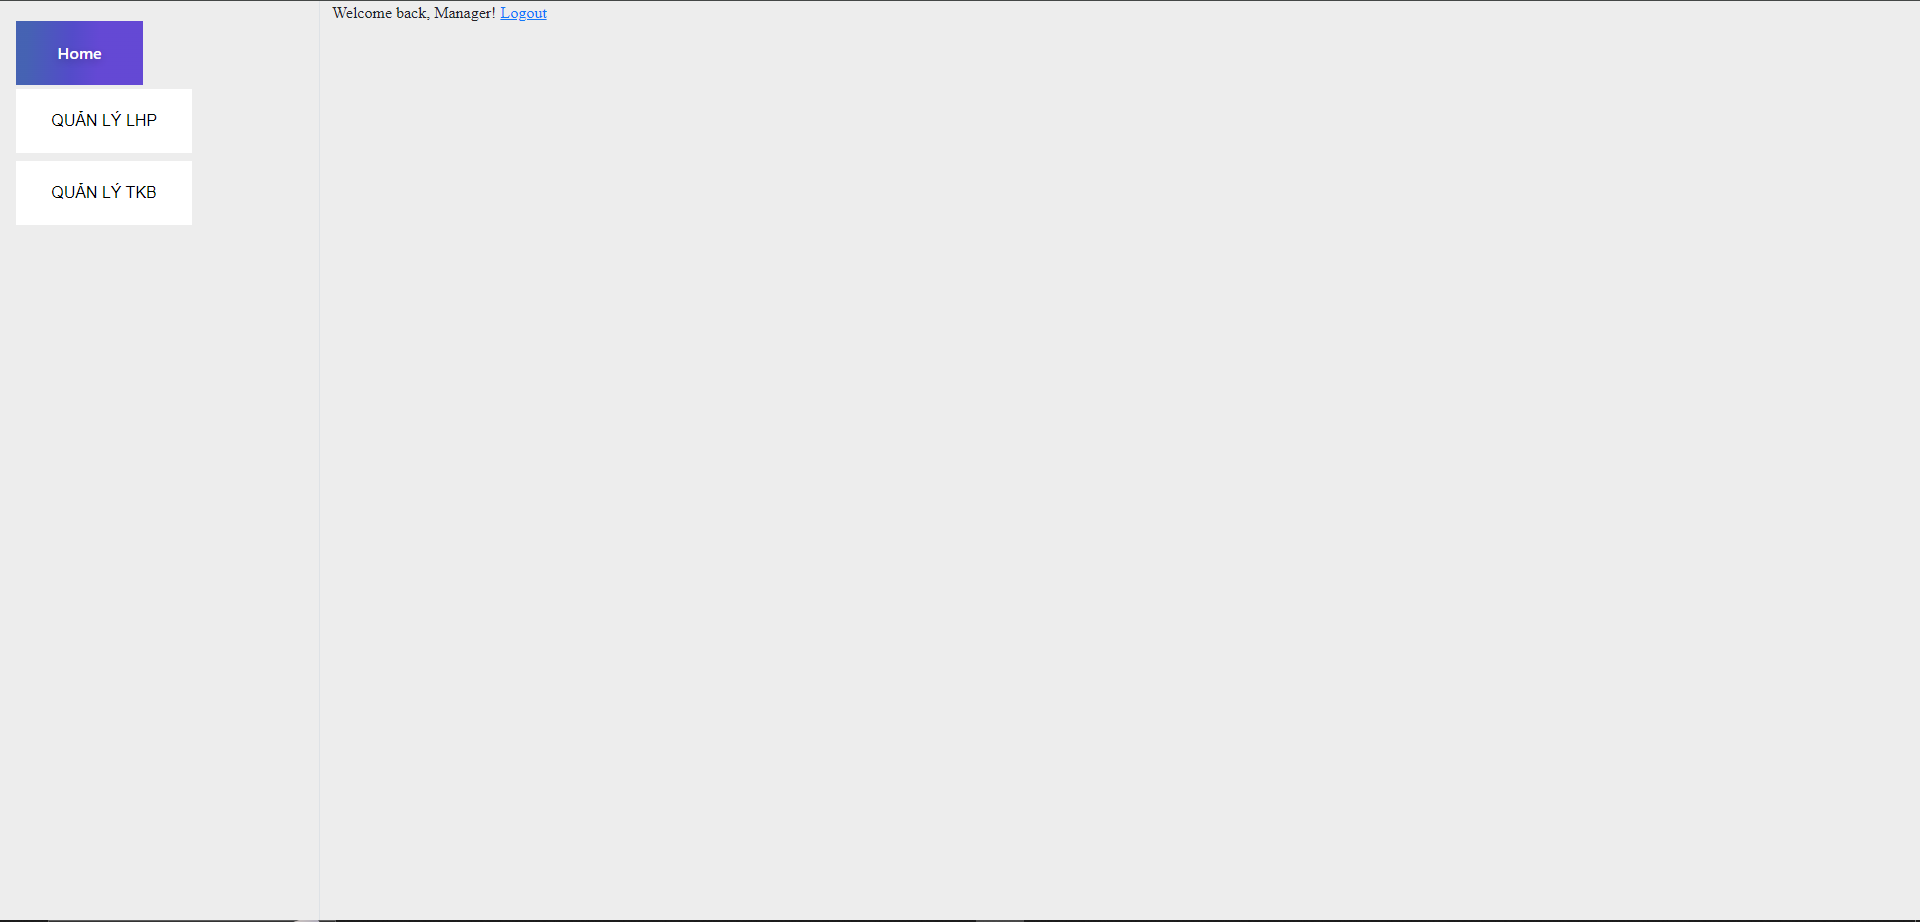 Welcome back, Manager! Logout
Home
QUẢN LÝ LHP
QUẢN LÝ TKB